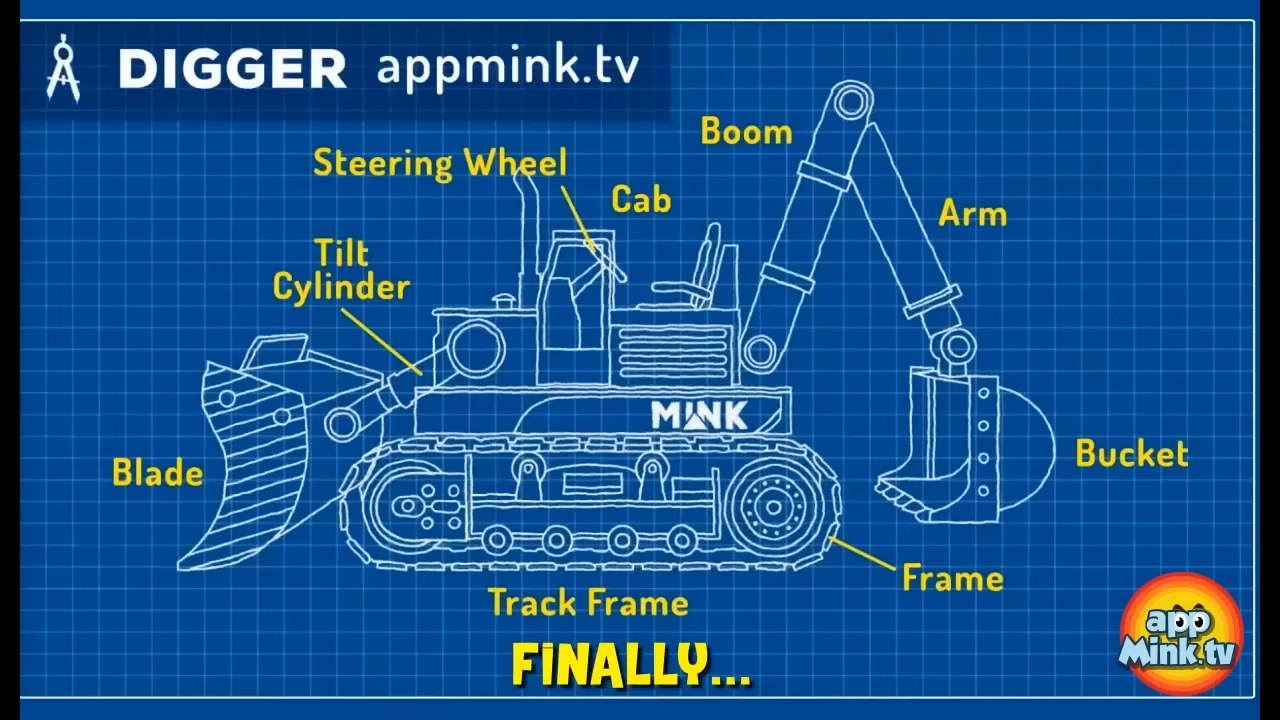 DIGGER appmink.tv
Boom
Steering Wheel
Cab
Arm
Tilt
Cylinder
MINK
Blade
Bucket
Frame
Track Frame
FINALLY...
app
Mink.tv